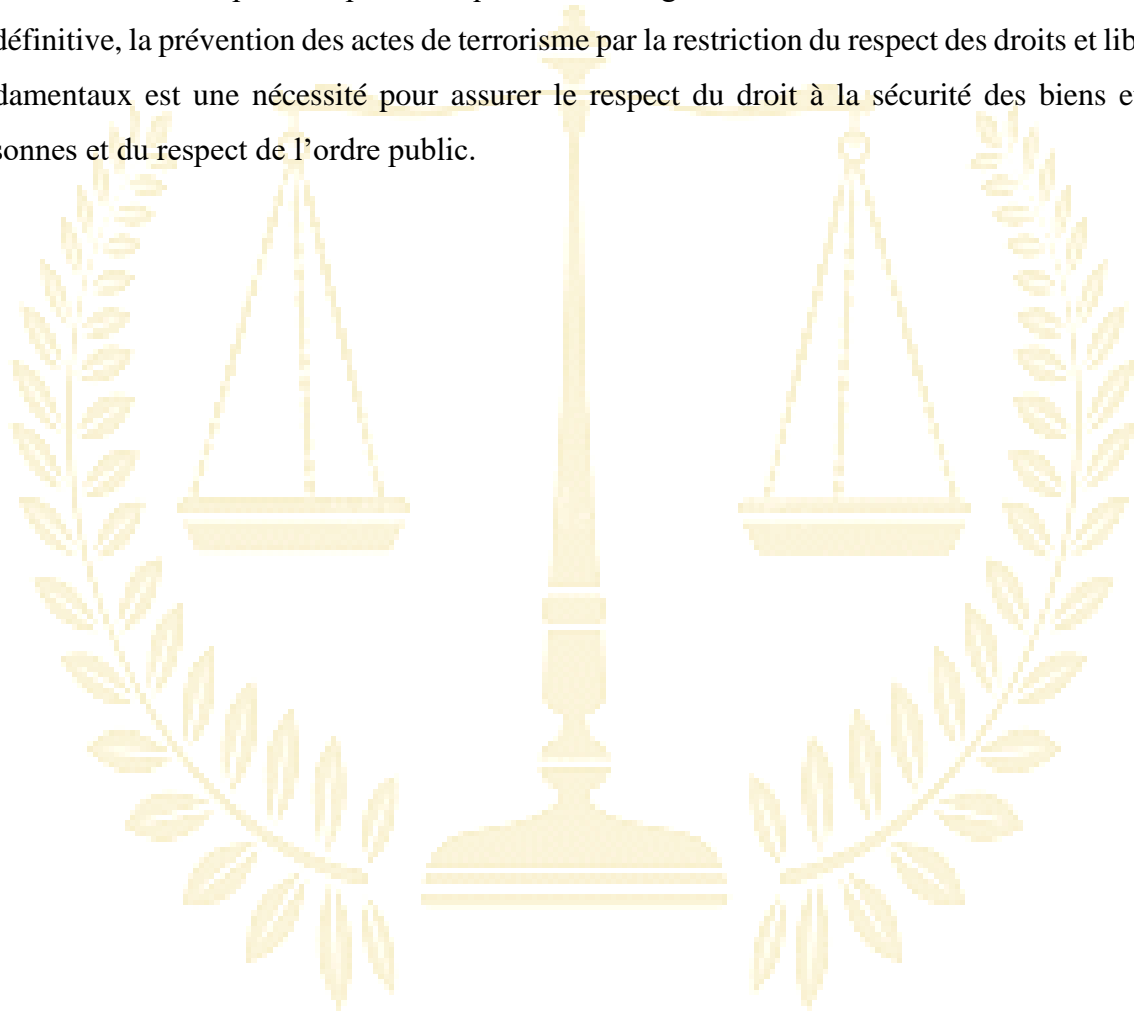 définitive, la prévention des actes de terrorisme par la restriction du respect des droits et lib
damentaux est une nécessité pour assurer le respect du droit à la sécurité des biens e
sonnes et du respect de l'ordre public.